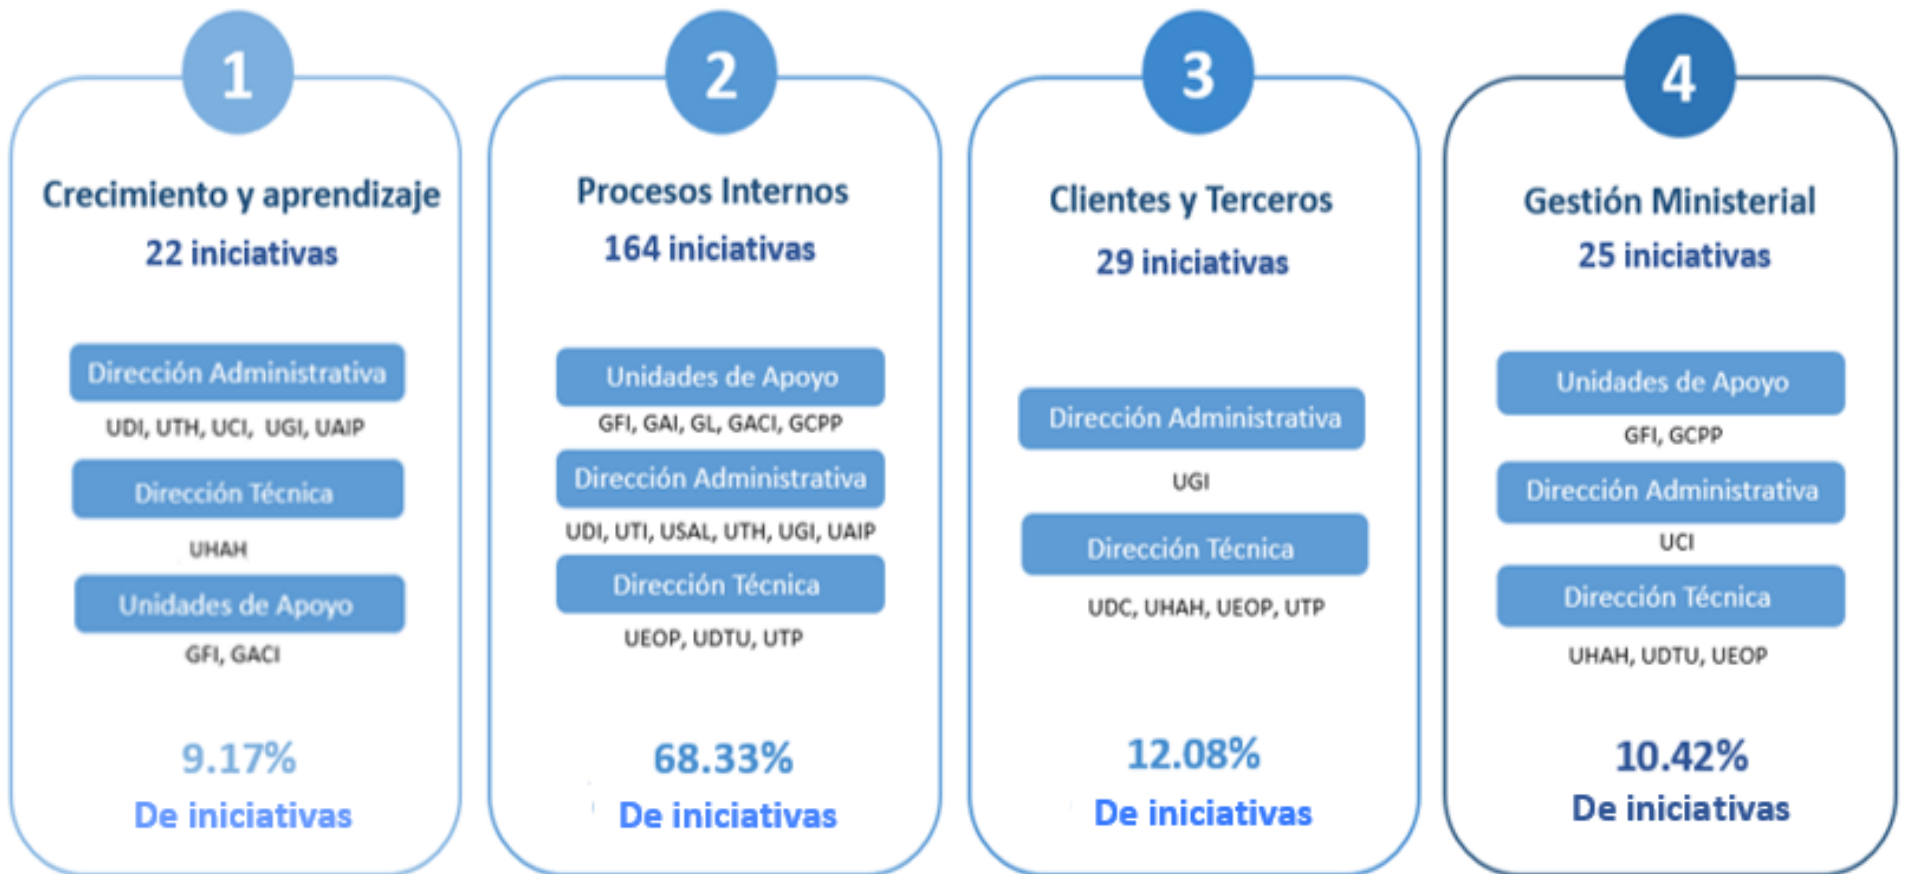 1
Crecimiento y aprendizaje
22 iniciativas
Dirección Administrativa
UDI, UTH, UCI, UGI, UAIP
Dirección Técnica
UHAH
Unidades de Apoyo
GFI, GACI
9.17%
De iniciativas
2
Procesos Internos
164 iniciativas
Unidades de Apoyo
GFI, GAI, GL, GACI, GCPP
Dirección Administrativa
UDI, UTI, USAL, UTH, UGI, UAIP
Dirección Técnica
UEOP, UDTU, UTP
68.33%
De iniciativas
3
Clientes y Terceros
29 iniciativas
Dirección Administrativa
UGI
Dirección Técnica
UDC, UHAH, UEOP, UTP
12.08%
De iniciativas
4
Gestión Ministerial
25 iniciativas
Unidades de Apoyo
GFI, GCPP
Dirección Administrativa
UCI
Dirección Técnica
UHAH, UDTU, UEOP
10.42%
De iniciativas